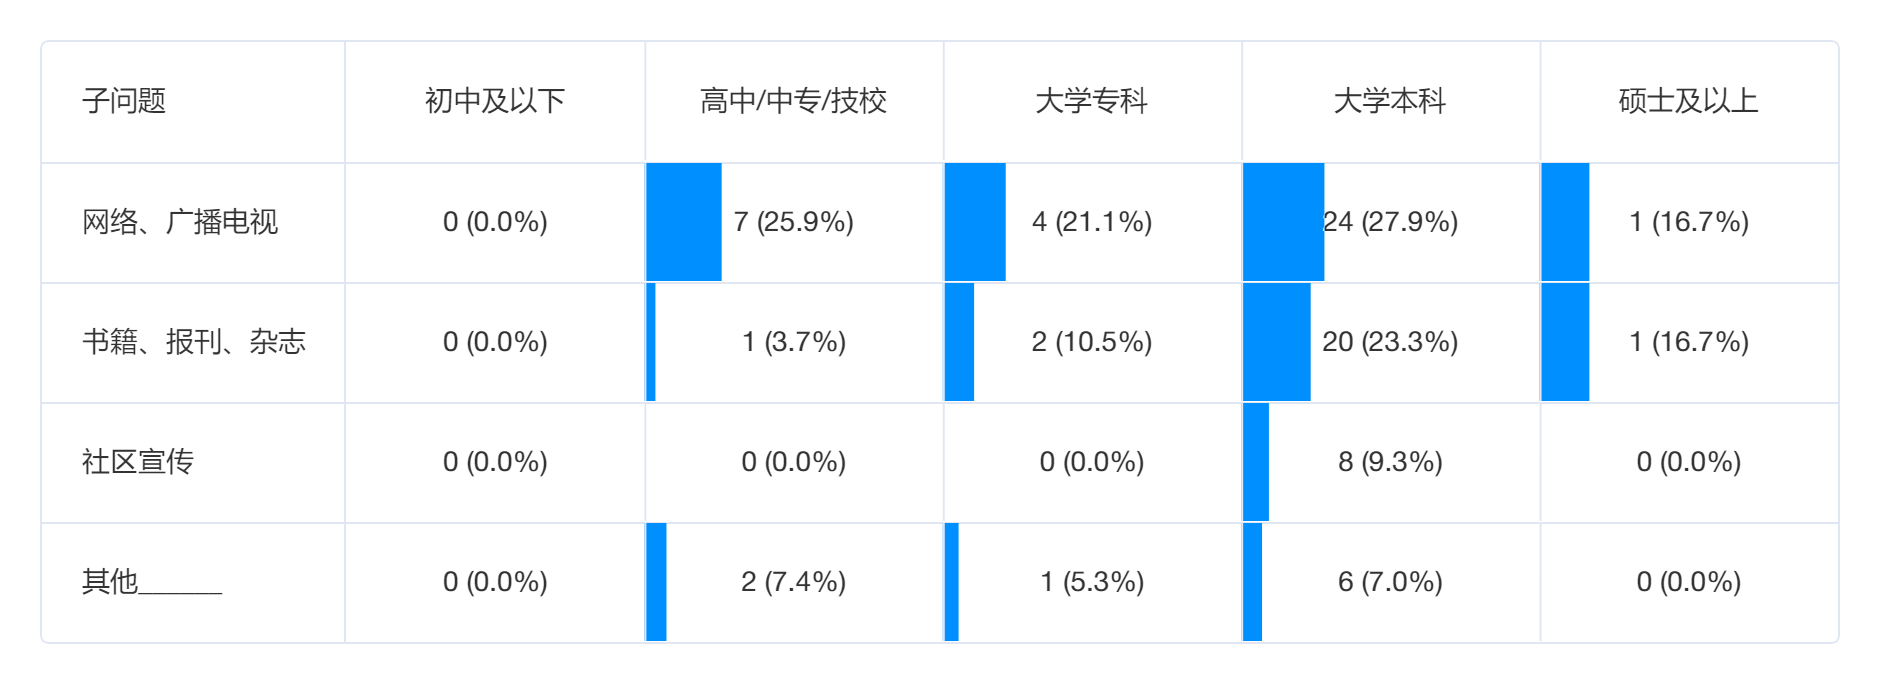 子问题 初中及以下 高中/中专/技校 大学专科 大学本科 硕士及以上
网络、广播电视 0 (0.0%) 7 (25.9%) 4 (21.1%) 24 (27.9%) 1 (16.7%)
书籍、报刊、杂志 0 (0.0%) 1 (3.7%) 2 (10.5%) 20 (23.3%) 1 (16.7%)
社区宣传 0 (0.0%) 0 (0.0%) 0 (0.0%) 8 (9.3%) 0 (0.0%)
其他______ 0 (0.0%) 2 (7.4%) 1 (5.3%) 6 (7.0%) 0 (0.0%)